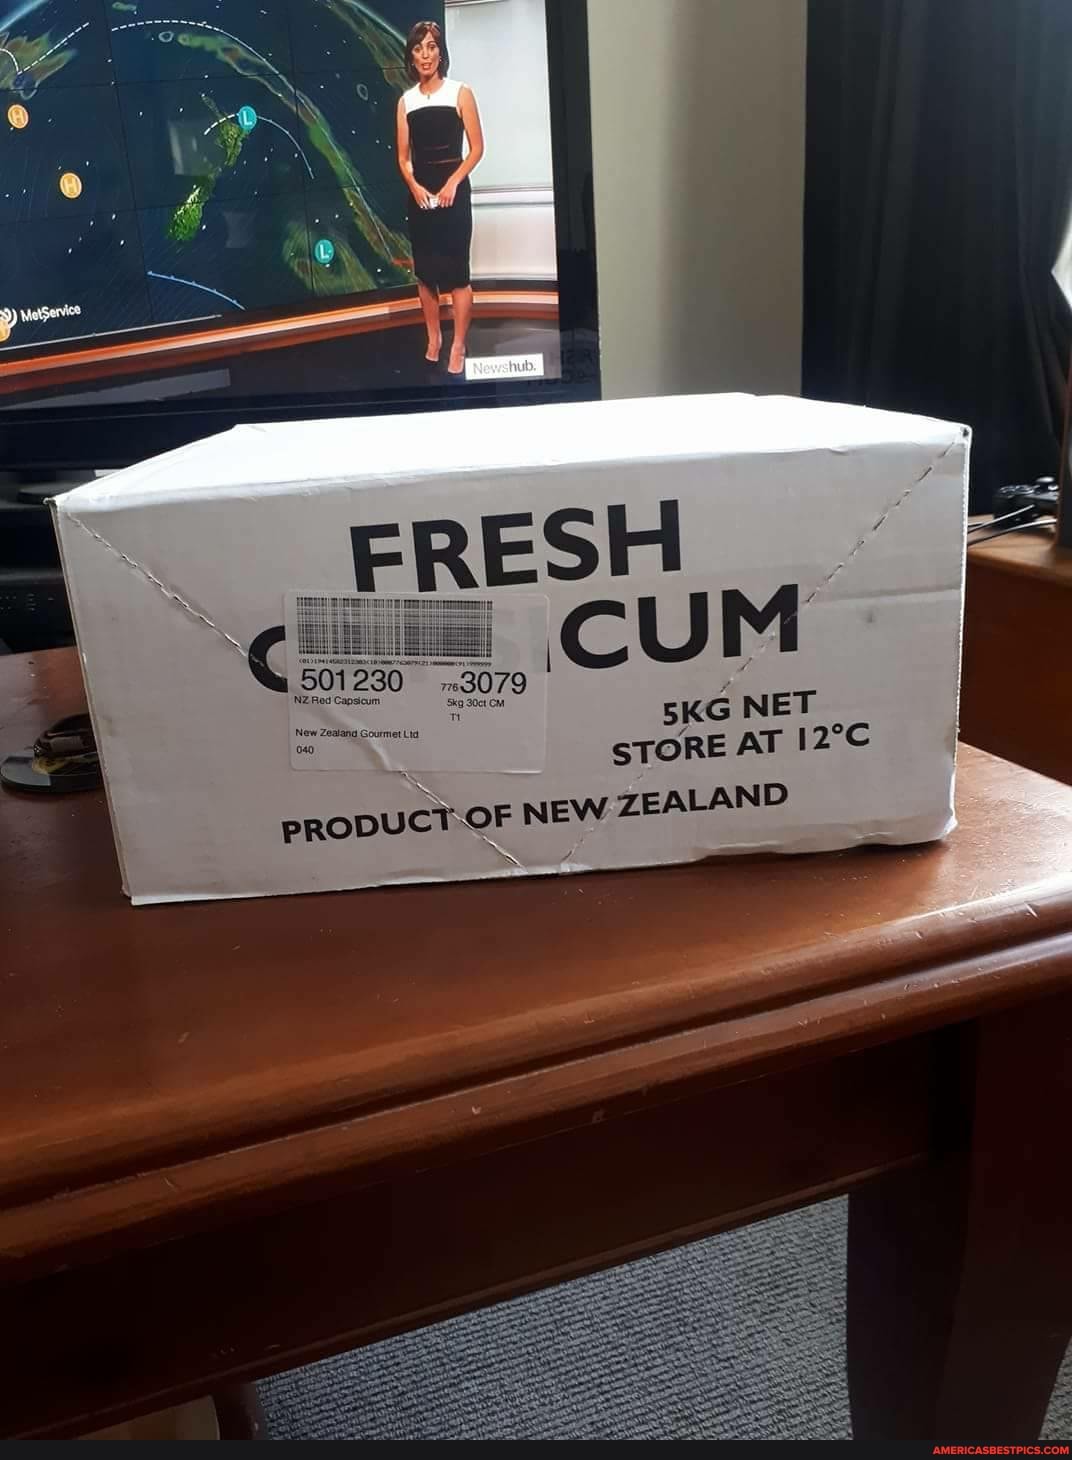 MetService
Newshub.
FRESH
C ICUM
501230 776 3079
NZ Red Capsicum 5kg 30ct CM
T1
New Zealand Gourmet Ltd
040
5KG NET
STORE AT 12°C
PRODUCT OF NEW ZEALAND
AMERICASBESTPICS.COM